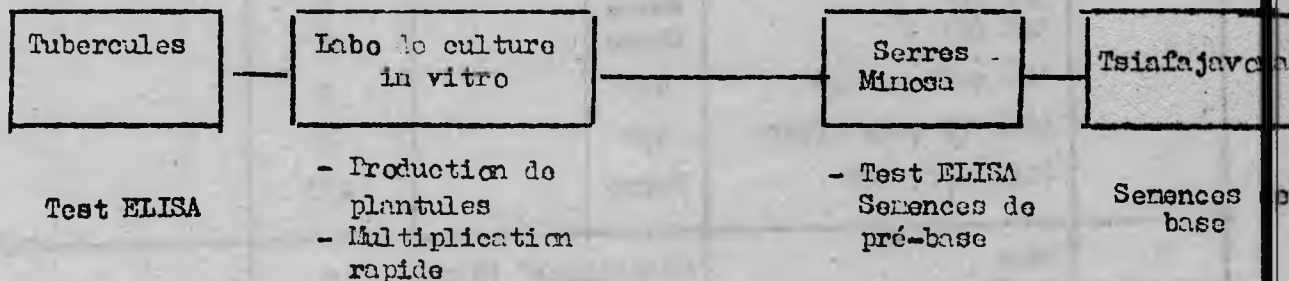 Tubercules
Labo de culture
in vitro
Serres
Mimosa
Tsiafajavona
Test ELISA
- Production de
plantules
- Multiplication
rapide
- Test ELISA
Semences de
pré-base
Semences de
base